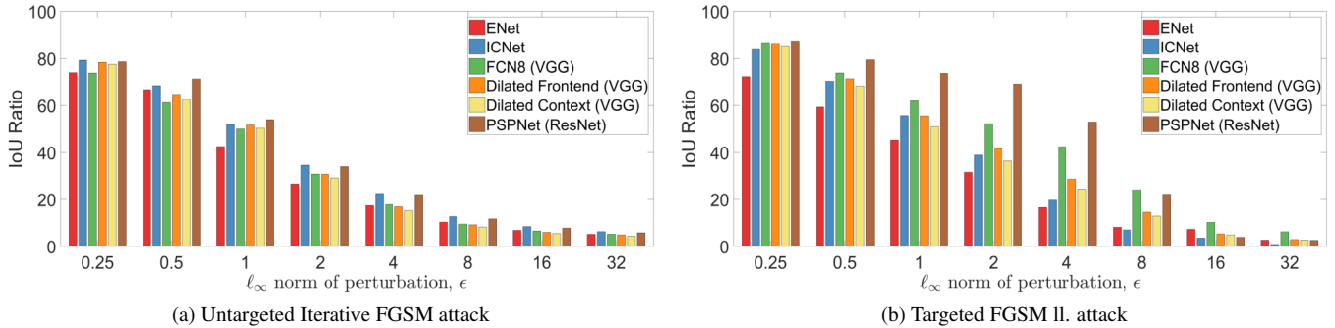 100
80
60
40
20
0
IoU Ratio
ENet
ICNet
FCN8 (VGG)
Dilated Frontend (VGG)
Dilated Context (VGG)
PSPNet (ResNet)
0.25 0.5 1 2 4 8 16 32
ℓ∞ norm of perturbation, ϵ
(a) Untargeted Iterative FGSM attack
100
80
60
40
20
0
IoU Ratio
ENet
ICNet
FCN8 (VGG)
Dilated Frontend (VGG)
Dilated Context (VGG)
PSPNet (ResNet)
0.25 0.5 1 2 4 8 16 32
ℓ∞ norm of perturbation, ϵ
(b) Targeted FGSM ll. attack